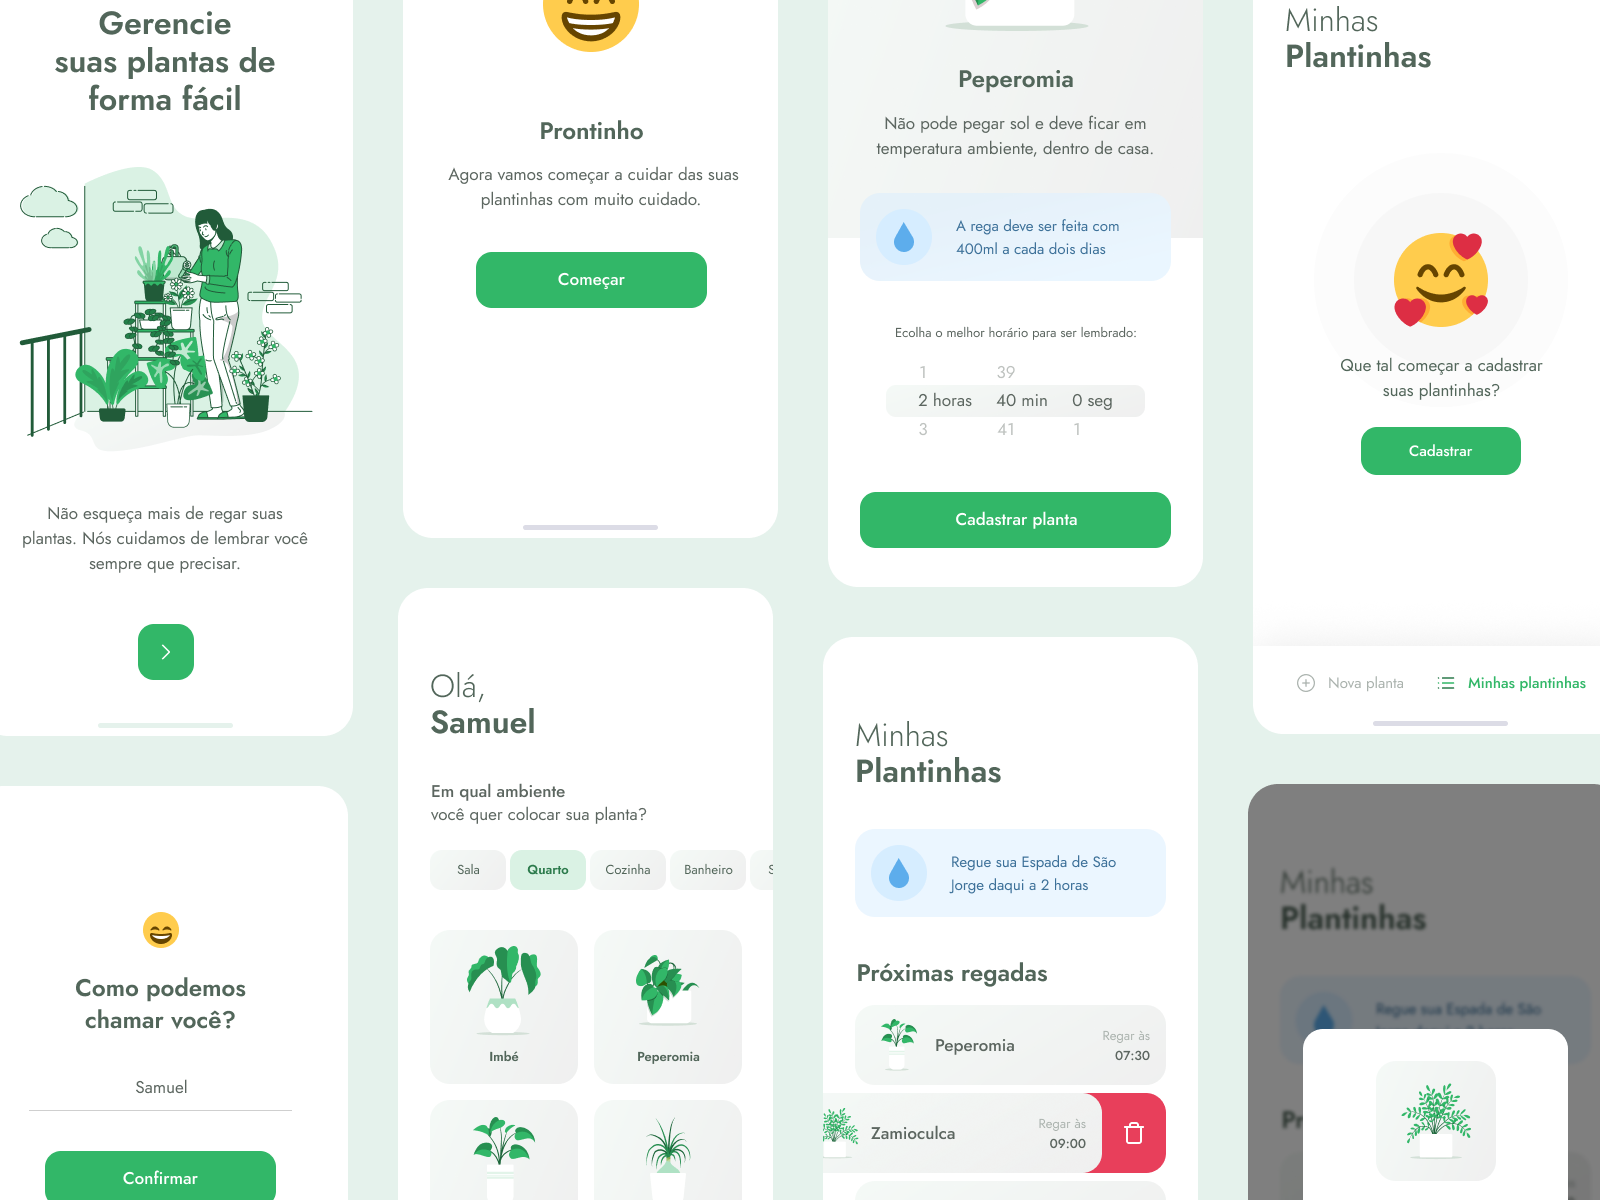 Gerencie
suas plantas de
forma fácil
Não esqueça mais de regar suas
plantas. Nós cuidamos de lembrar você
sempre que precisar.
Como podemos
chamar você?
Samuel
Confirmar
Prontinho
Agora vamos começar a cuidar das suas
plantinhas com muito cuidado.
Começar
Olá,
Samuel
Em qual ambiente
você quer colocar sua planta?
Sala Quarto Cozinha Banheiro S
Imbé Peperomia
Peperomia
Não pode pegar sol e deve ficar em
temperatura ambiente, dentro de casa.
A rega deve ser feita com
400ml a cada dois dias
Ecolha o melhor horário para ser lembrado:
1 39
2 horas 40 min 0 seg
3 41 1
Cadastrar planta
Minhas
Plantinhas
Regue sua Espada de São
Jorge daqui a 2 horas
Próximas regadas
Peperomia
Regar às
07:30
Zamioculca
Regar às
09:00
Minhas
Plantinhas
Que tal começar a cadastrar
suas plantinhas?
Cadastrar
Nova planta Minhas plantinhas
Minhas
Plantinhas
Regue sua Espada de São